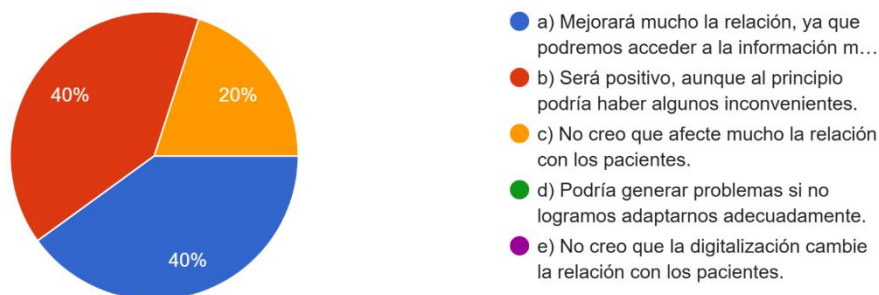 40%
20%
40%
a) Mejorará mucho la relación, ya que
podremos acceder a la información m…
b) Será positivo, aunque al principio
podría haber algunos inconvenientes.
c) No creo que afecte mucho la relación
con los pacientes.
d) Podría generar problemas si no
logramos adaptarnos adecuadamente.
e) No creo que la digitalización cambie
la relación con los pacientes.